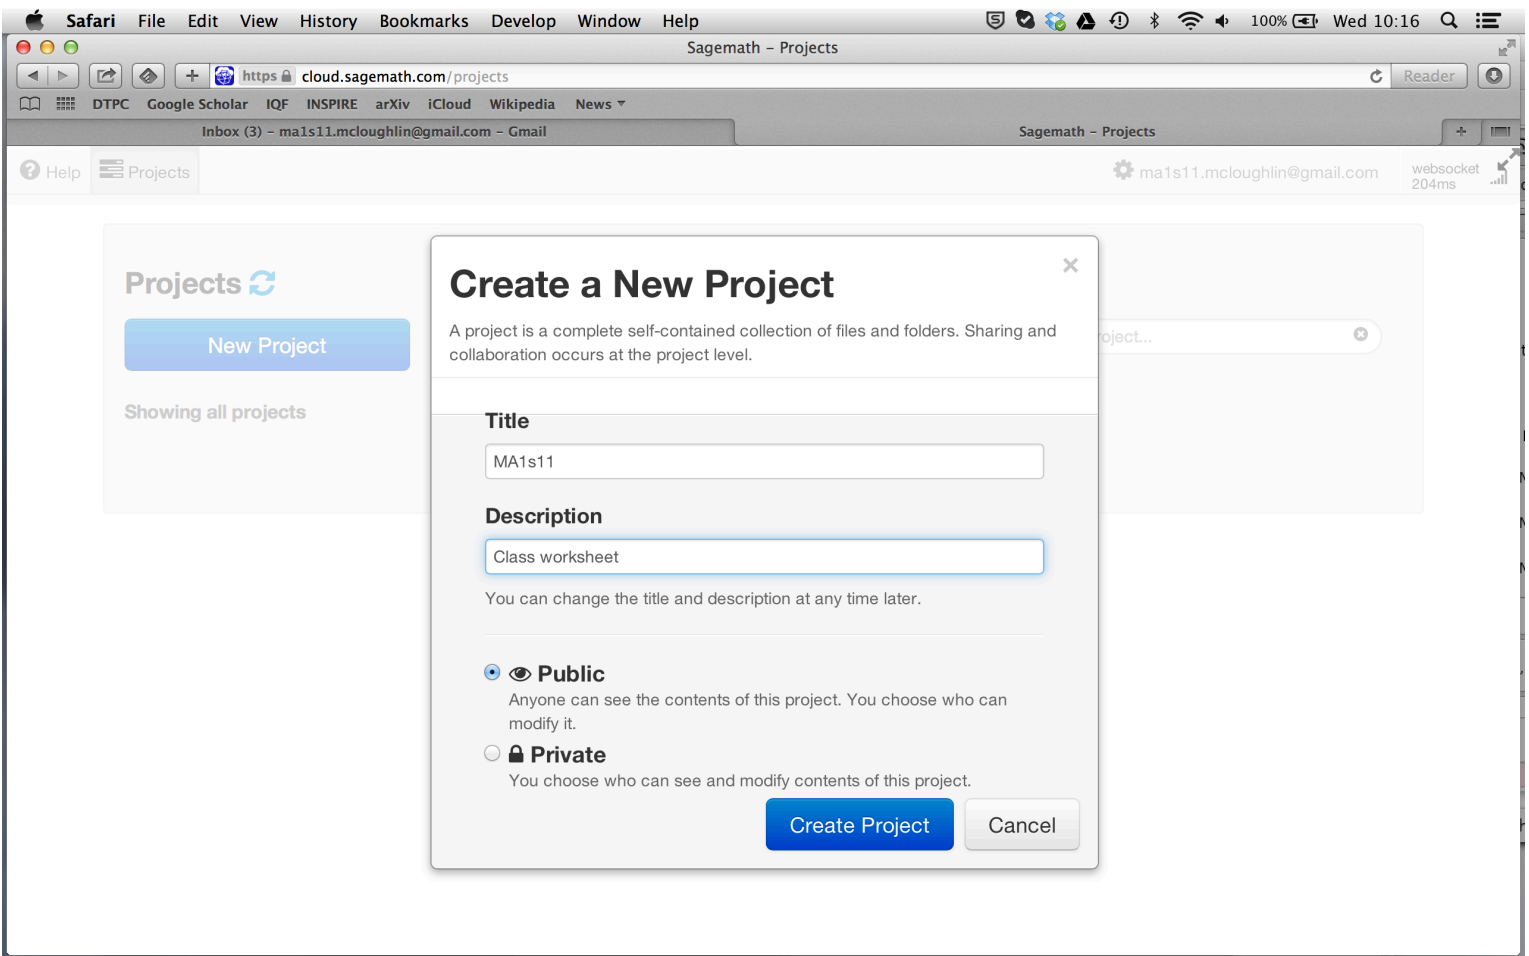 Safari File Edit View History Bookmarks Develop Window Help 100% Wed 10:16
Sagemath – Projects
https cloud.sagemath.com/projects Reader
DTPC Google Scholar IQF INSPIRE arXiv iCloud Wikipedia News
Inbox (3) – ma1s11.mcloughlin@gmail.com – Gmail Sagemath – Projects
Help Projects ma1s11.mcloughlin@gmail.com websocket
204ms
Projects
New Project
Showing all projects
oject...
Create a New Project
A project is a complete self-contained collection of files and folders. Sharing and
collaboration occurs at the project level.
Title
MA1s11
Description
Class worksheet
You can change the title and description at any time later.
Public
Anyone can see the contents of this project. You choose who can
modify it.
Private
You choose who can see and modify contents of this project.
Create Project Cancel